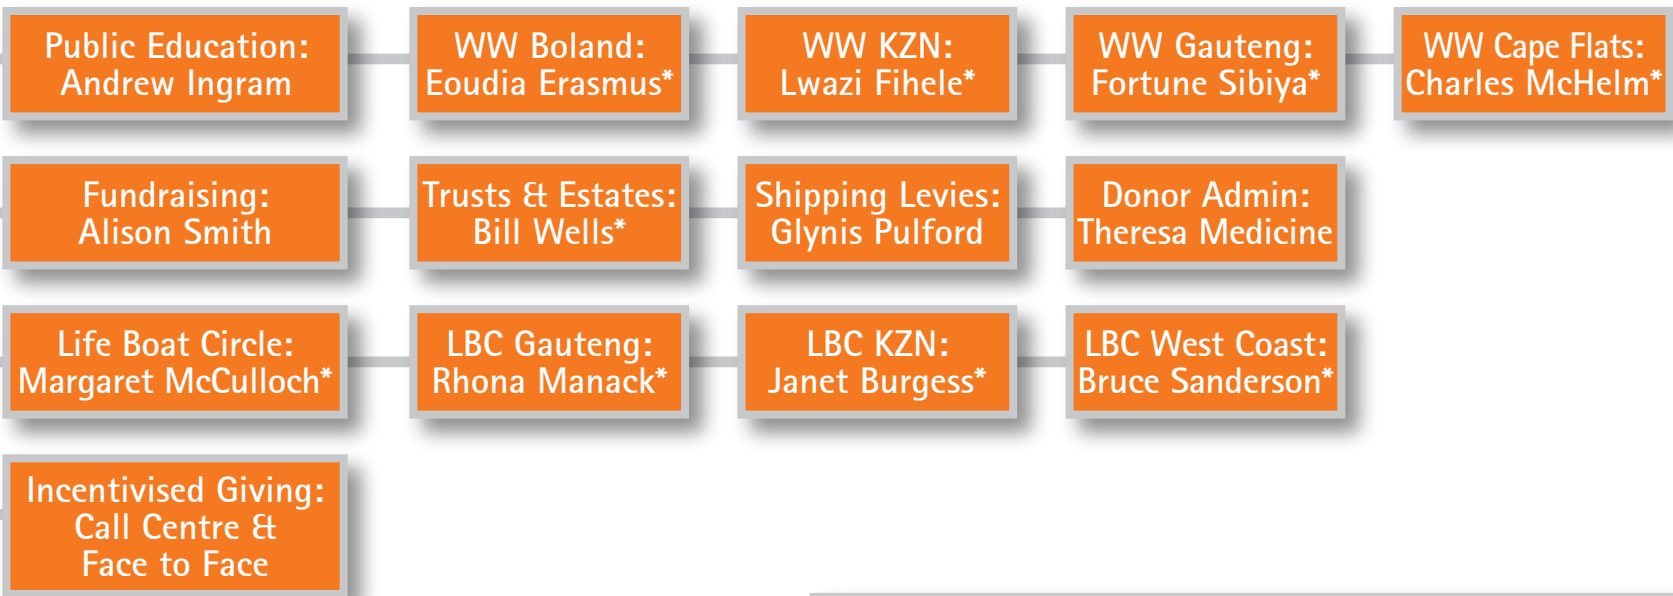 Public Education:
Andrew Ingram
WW Boland:
Eoudia Erasmus*
WW KZN:
Lwazi Fihele*
WW Gauteng:
Fortune Sibiya*
WW Cape Flats:
Charles McHelm*
Fundraising:
Alison Smith
Trusts & Estates:
Bill Wells*
Shipping Levies:
Glynis Pulford
Donor Admin:
Theresa Medicine
Life Boat Circle:
Margaret McCulloch*
LBC Gauteng:
Rhona Manack*
LBC KZN:
Janet Burgess*
LBC West Coast:
Bruce Sanderson*
Incentivised Giving:
Call Centre &
Face to Face